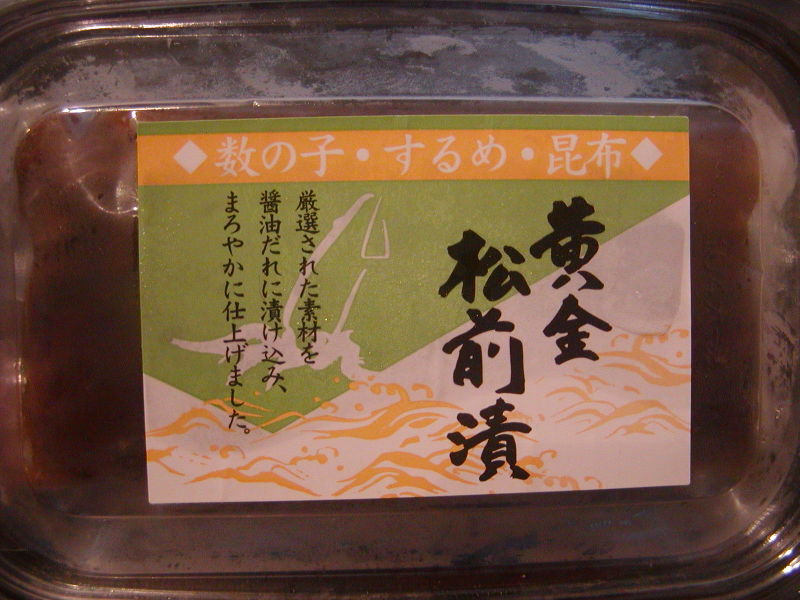 ◆数の子・するめ・昆布◆
黄金
松前漬
厳選された素材を
醤油だれに漬け込み、
まろやかに仕上げました。